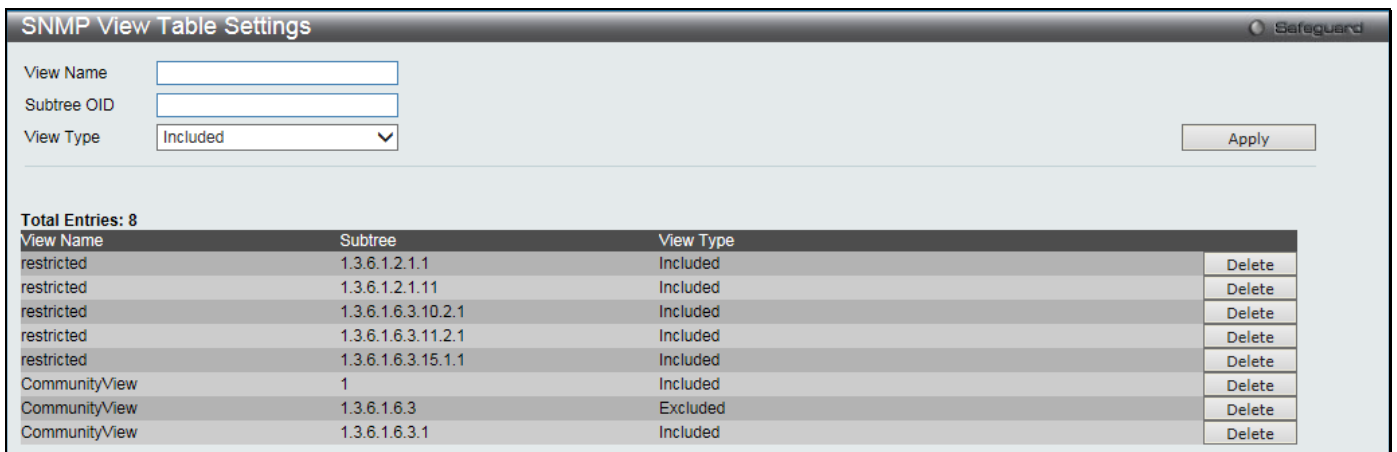 SNMP View Table Settings Safeguard
View Name
Subtree OID
View Type Included Apply
Total Entries: 8
View Name Subtree View Type
restricted 1.3.6.1.2.1.1 Included Delete
restricted 1.3.6.1.2.1.11 Included Delete
restricted 1.3.6.1.6.3.10.2.1 Included Delete
restricted 1.3.6.1.6.3.11.2.1 Included Delete
restricted 1.3.6.1.6.3.15.1.1 Included Delete
CommunityView 1 Included Delete
CommunityView 1.3.6.1.6.3 Excluded Delete
CommunityView 1.3.6.1.6.3.1 Included Delete